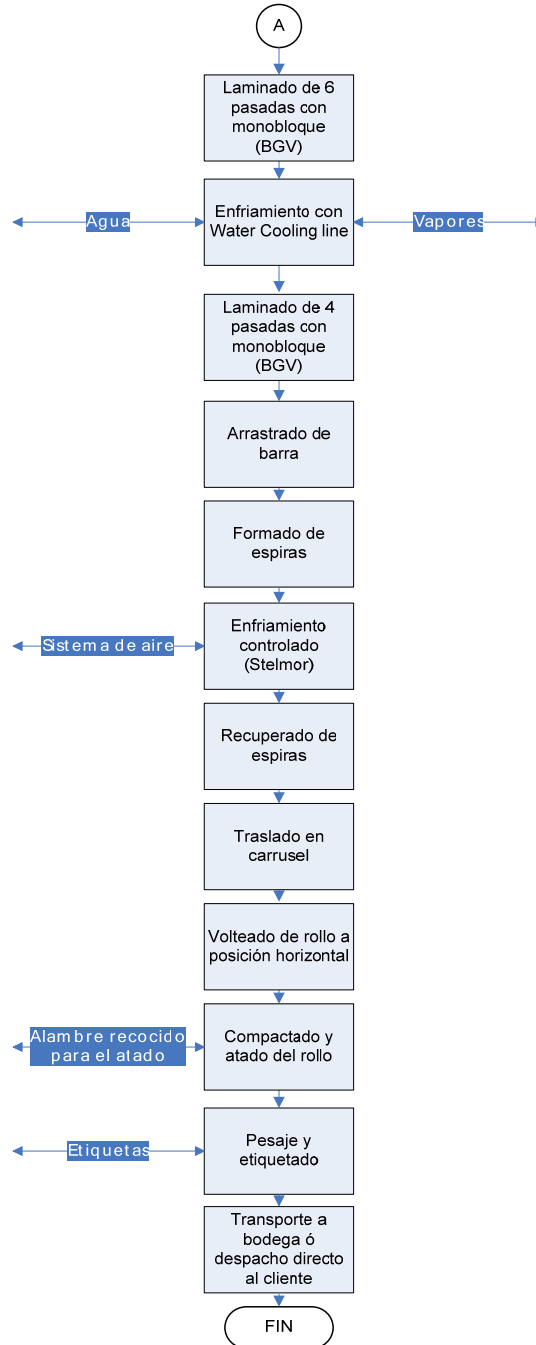 A
Laminado de 6
pasadas con
monobloque
(BGV)
Agua
Enfriamiento con
Water Cooling line
Vapores
Laminado de 4
pasadas con
monobloque
(BGV)
Arrastrado de
barra
Formado de
espiras
Sistema de aire
Enfriamiento
controlado
(Stelmor)
Recuperado de
espiras
Traslado en
carrusel
Volteado de rollo a
posición horizontal
Alambre recocido
para el atado
Compactado y
atado del rollo
Etiquetas
Pesaje y
etiquetado
Transporte a
bodega ó
despacho directo
al cliente
FIN